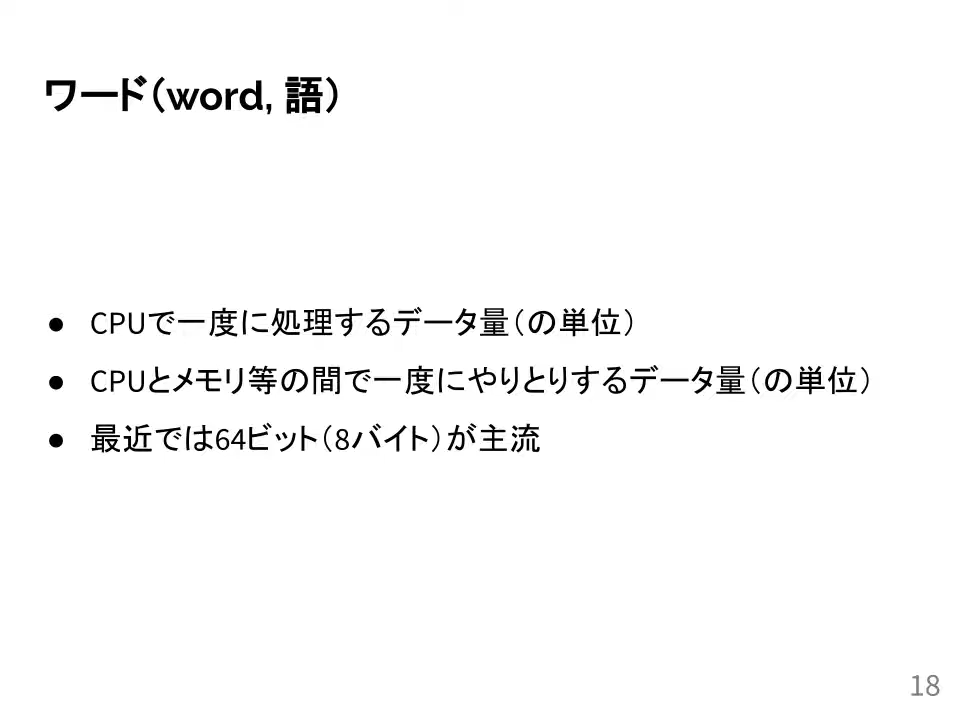 ワード（word, 語）
● CPUで一度に処理するデータ量（の単位）
● CPUとメモリ等の間で一度にやりとりするデータ量（の単位）
● 最近では64ビット（8バイト）が主流
18